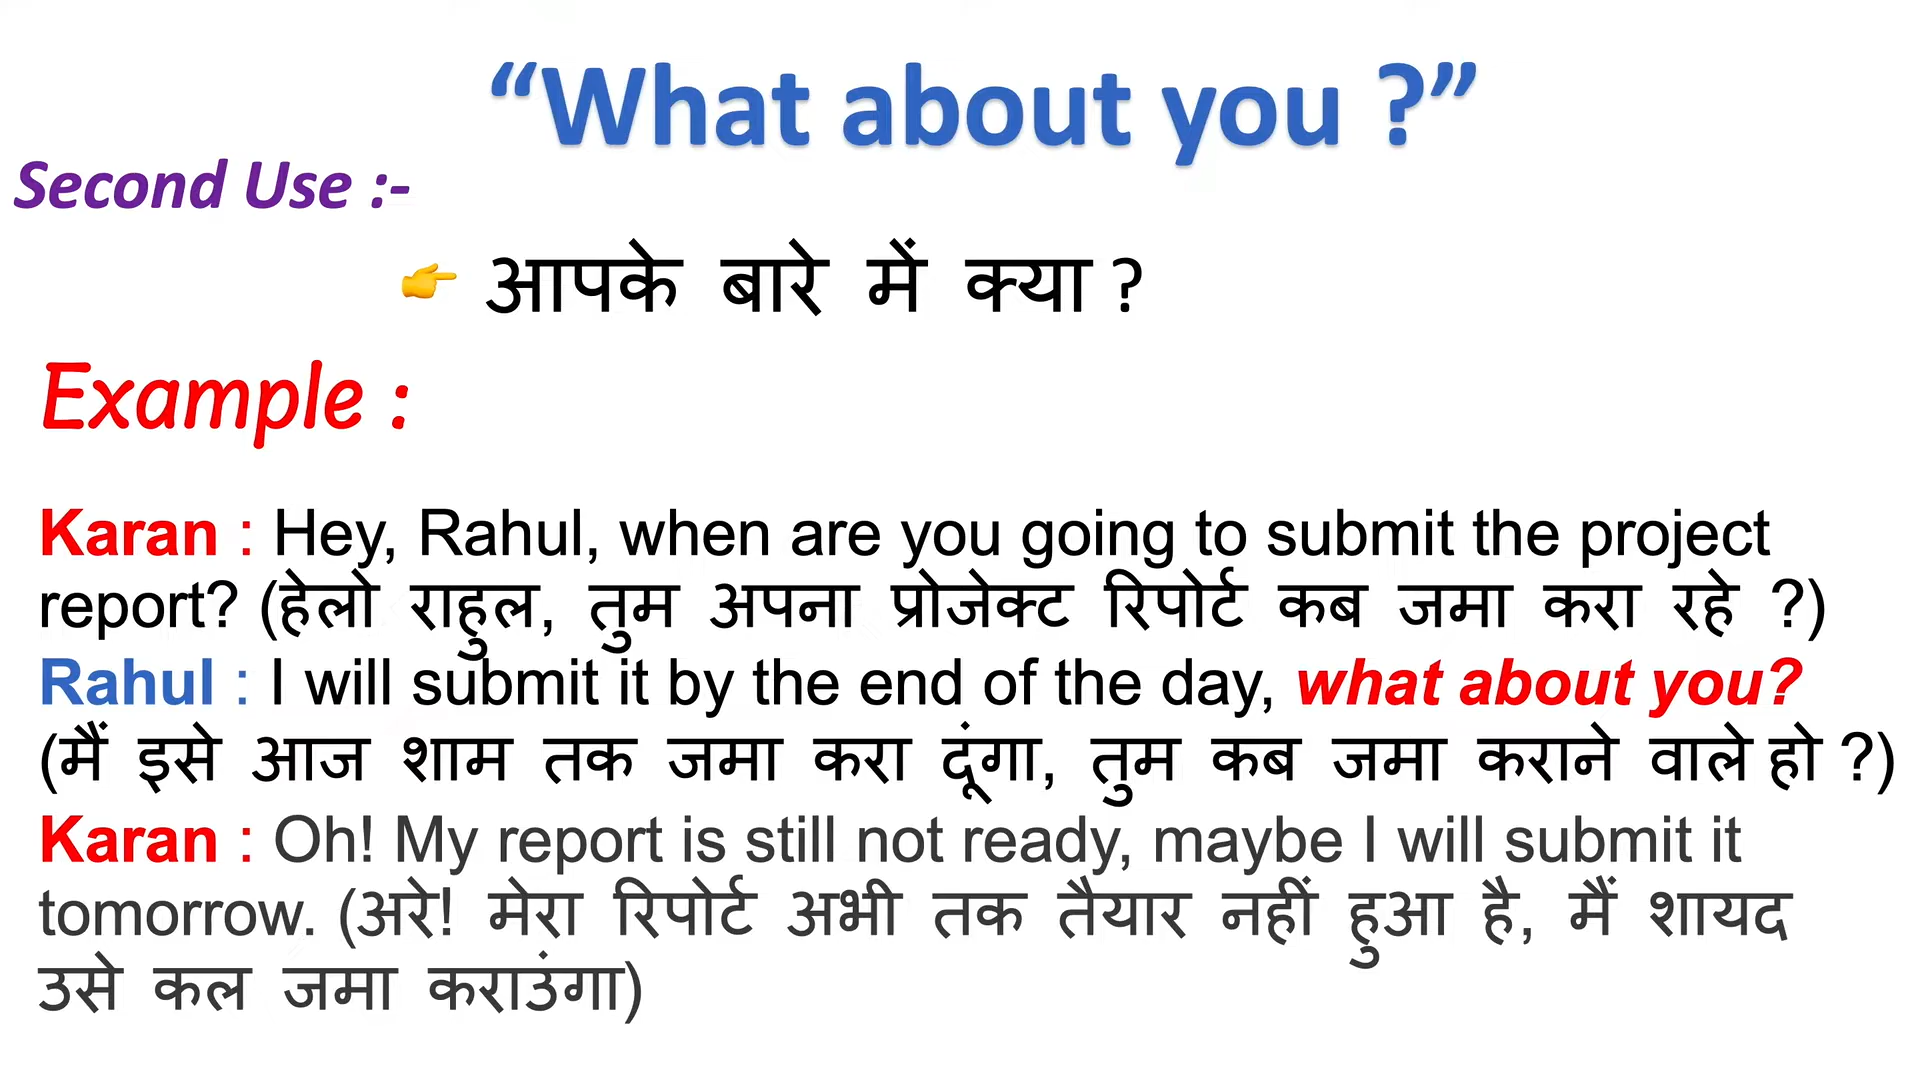 “What about you ?”
Second Use :-
👉 आपके बारे में क्या ?
Example :
Karan : Hey, Rahul, when are you going to submit the project
report? (हेलो राहुल, तुम अपना प्रोजेक्ट रिपोर्ट कब जमा करा रहे ?)
Rahul : I will submit it by the end of the day, what about you?
(मैं इसे आज शाम तक जमा करा दूंगा, तुम कब जमा कराने वाले हो ?)
Karan : Oh! My report is still not ready, maybe I will submit it
tomorrow. (अरे! मेरा रिपोर्ट अभी तक तैयार नहीं हुआ है, मैं शायद
उसे कल जमा कराउंगा)